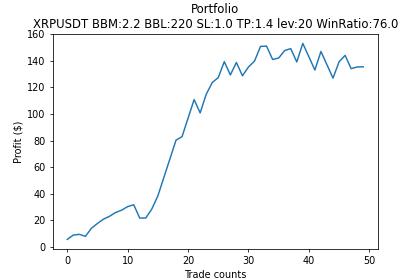 Portfolio
XRPUSDT BBM:2.2 BBL:220 SL:1.0 TP:1.4 lev:20 WinRatio:76.0
160
140
120
100
80
60
40
20
0
Profit ($)
0 10 20 30 40 50
Trade counts